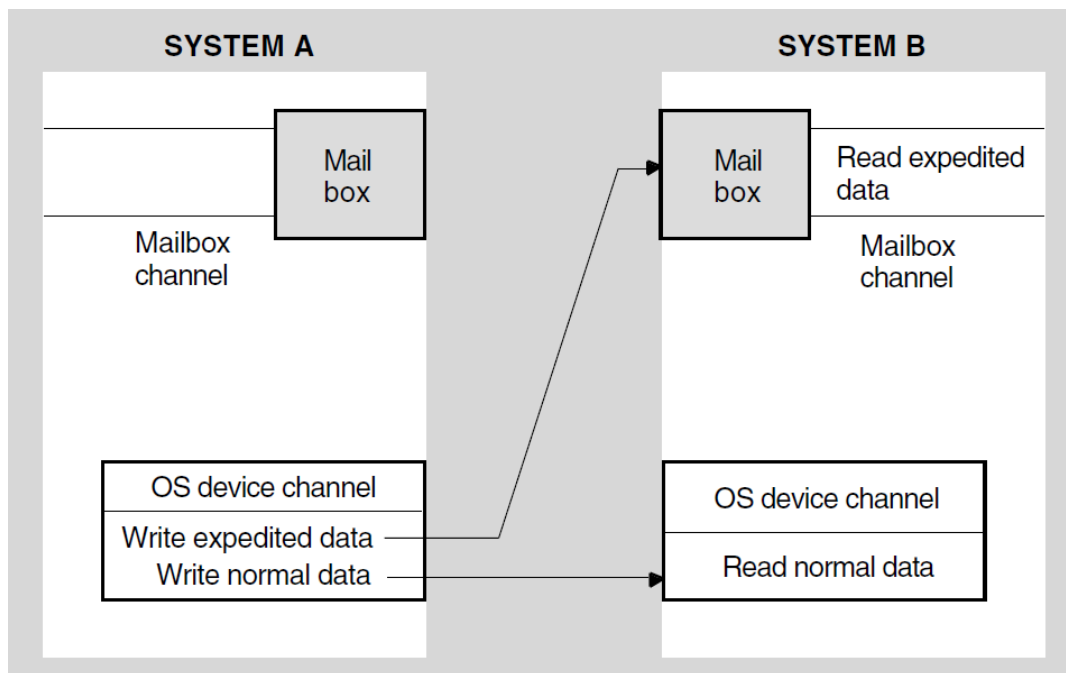 SYSTEM A
SYSTEM B
Mail
box
Mailbox
channel
Mail
box
Read expedited
data
Mailbox
channel
OS device channel
Write expedited data
Write normal data
OS device channel
Read normal data